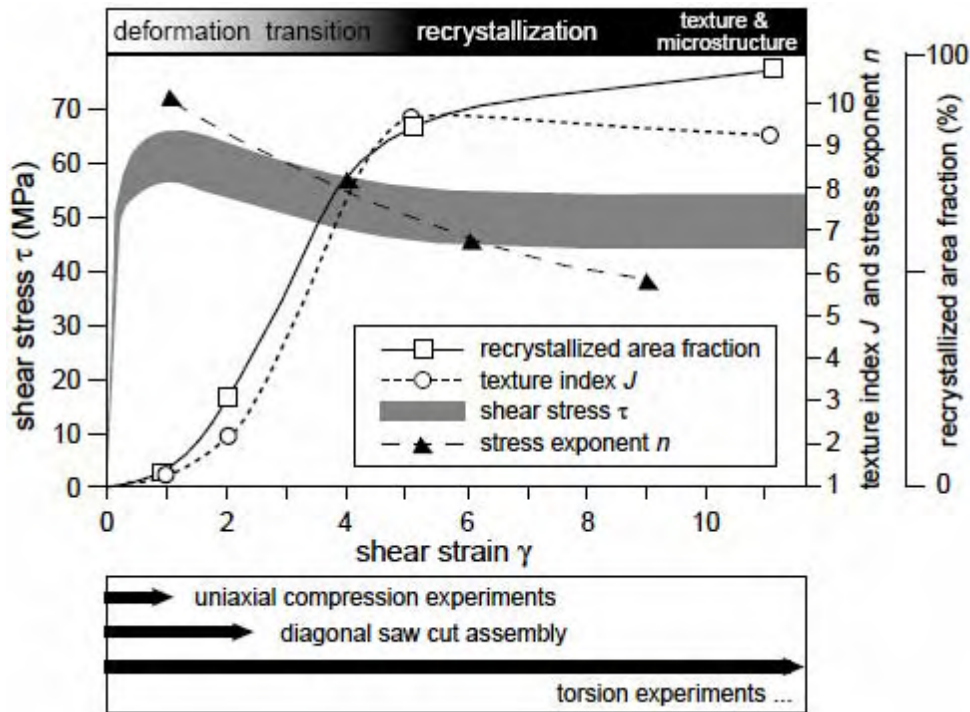 deformation transition recrystallization texture & microstructure
shear stress τ (MPa)
70
60
50
40
30
20
10
0
10
9
8
7
6
5
4
3
2
1
texture index J and stress exponent n
100
0
recrystallized area fraction (%)
recrystallized area fraction
texture index J
shear stress τ
stress exponent n
0 2 4 6 8 10
shear strain γ
uniaxial compression experiments
diagonal saw cut assembly
torsion experiments ...